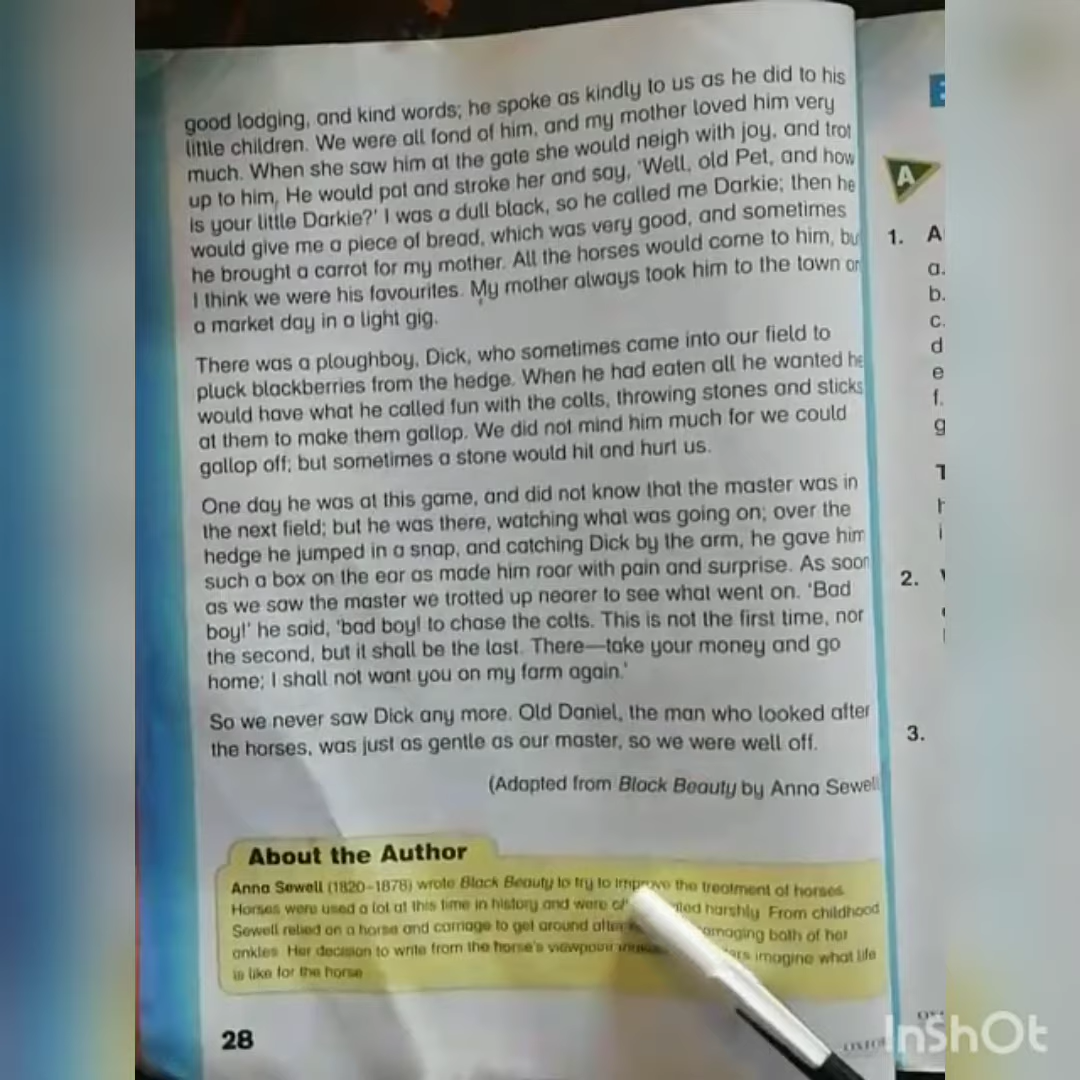 good lodging, and kind words; he spoke as kindly to us as he did to his
little children. We were all fond of him, and my mother loved him very
much. When she saw him at the gate she would neigh with joy, and trot
up to him. He would pat and stroke her and say, 'Well, old Pet, and how
is your little Darkie?' I was a dull black, so he called me Darkie; then he
would give me a piece of bread, which was very good, and sometimes
he brought a carrot for my mother. All the horses would come to him, bu
I think we were his favourites. My mother always took him to the town on
a market day in a light gig.
There was a ploughboy, Dick, who sometimes came into our field to
pluck blackberries from the hedge. When he had eaten all he wanted he
would have what he called fun with the colts, throwing stones and sticks
at them to make them gallop. We did not mind him much for we could
gallop off; but sometimes a stone would hit and hurt us.
One day he was at this game, and did not know that the master was in
the next field; but he was there, watching what was going on; over the
hedge he jumped in a snap, and catching Dick by the arm, he gave him
such a box on the ear as made him roar with pain and surprise. As soon
as we saw the master we trotted up nearer to see what went on. 'Bad
boy!' he said, 'bad boy! to chase the colts. This is not the first time, nor
the second, but it shall be the last. There—take your money and go
home; I shall not want you on my farm again.'
So we never saw Dick any more. Old Daniel, the man who looked after
the horses, was just as gentle as our master, so we were well off.
(Adapted from Black Beauty by Anna Sewell
About the Author
Anna Sewell (1820–1878) wrote Black Beauty to try to improve the treatment of horses.
Horses were used a lot at this time in history and were harshly. From childhood
Sewell relied on a horse and carriage to get around after both of her
ankles. Her decision to write from the horse's viewpoint imagine what life
is like for the horse
28
A
1. A
a.
b.
c.
d
e
f.
g
2.
3.
InShOt